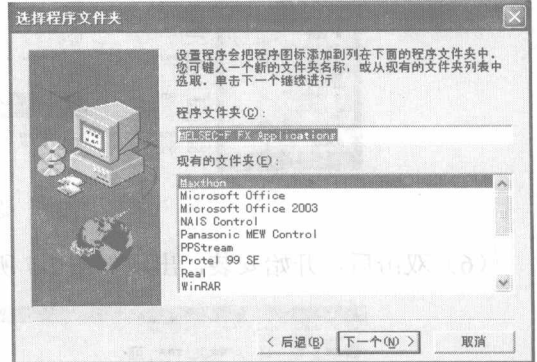 选择程序文件夹
设置程序会把程序图标添加到列在下面的程序文件夹中。
您可键入一个新的文件夹名称，或从现有的文件夹列表中
选取。单击下一个继续进行
程序文件夹(P):
MELSEC-F FX Applications
现有的文件夹(E):
Maxthon
Microsoft Office
Microsoft Office 2003
NAIS Control
Panasonic MEW Control
PPStream
Protel 99 SE
Real
WinRAR
< 后退(B)
下一个(N) >
取消